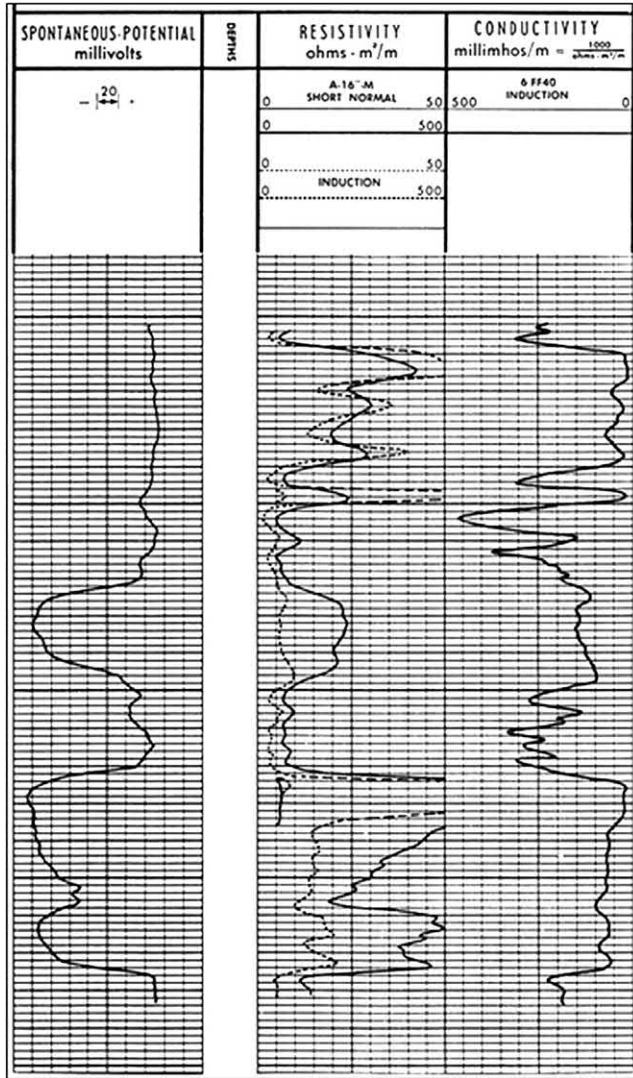 SPONTANEOUS-POTENTIAL
millivolts
DEPTHS
RESISTIVITY
ohms - m²/m
CONDUCTIVITY
millimhos/m = 1000
ohms - m²/m
- 20 +
A-16"-M
SHORT NORMAL
0 50
0 500
0 50
INDUCTION
0 500
6 FF40
INDUCTION
500 0